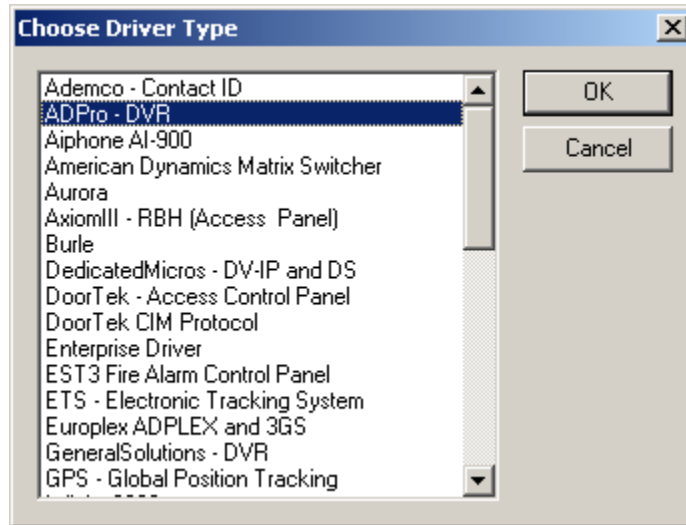 Choose Driver Type
Ademco - Contact ID
ADPro - DVR
Aiphone AI-900
American Dynamics Matrix Switcher
Aurora
AxiomIII - RBH (Access  Panel)
Burle
DedicatedMicros - DV-IP and DS
DoorTek - Access Control Panel
DoorTek CIM Protocol
Enterprise Driver
EST3 Fire Alarm Control Panel
ETS - Electronic Tracking System
Europlex ADPLEX and 3GS
GeneralSolutions - DVR
GPS - Global Position Tracking
OK
Cancel